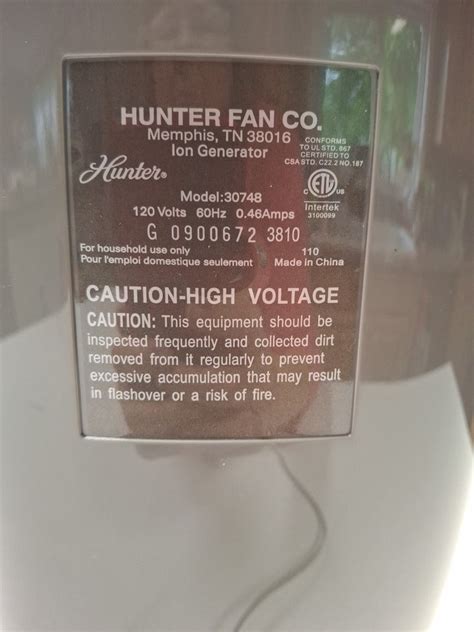 HUNTER FAN CO.
Memphis, TN 38016
Ion Generator
CONFORMS
TO UL STD. 867
CERTIFIED TO
CSA STD. C22.2 NO.187
Hunter®
C ETL US
Intertek
3100099
Model:30748
120 Volts 60Hz 0.46Amps
G 0900672 3810
For household use only
Pour l'emploi domestique seulement
110
Made in China
CAUTION-HIGH VOLTAGE
CAUTION: This equipment should be
inspected frequently and collected dirt
removed from it regularly to prevent
excessive accumulation that may result
in flashover or a risk of fire.